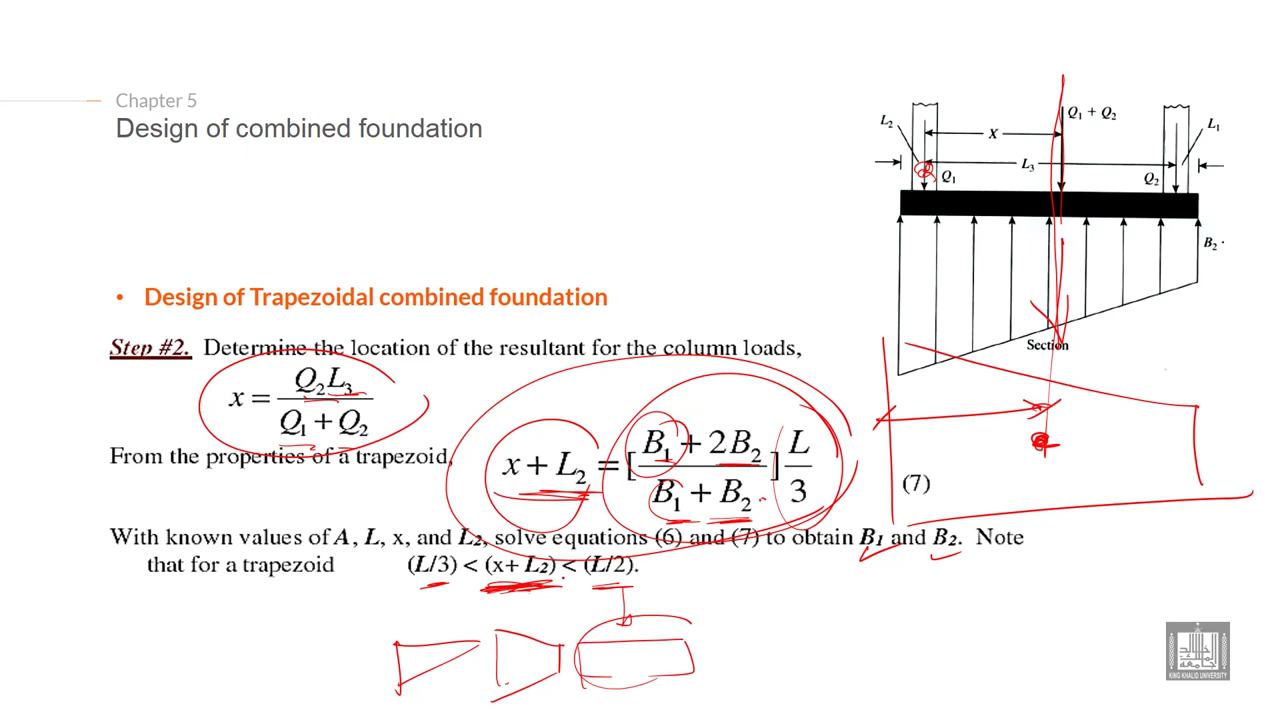 Chapter 5
Design of combined foundation
Q₁ + Q₂
L₂
X
L₁
L₃
Q₁
Q₂
B₂ ·
Section
• Design of Trapezoidal combined foundation
Step #2. Determine the location of the resultant for the column loads,
x = Q₂L₃ / Q₁ + Q₂
From the properties of a trapezoid,
x + L₂ = [ B₁ + 2B₂ / B₁ + B₂ ] L / 3
(7)
With known values of A, L, x, and L₂, solve equations (6) and (7) to obtain B₁ and B₂. Note
that for a trapezoid (L/3) < (x+ L₂) < (L/2).
KING KHALID UNIVERSITY